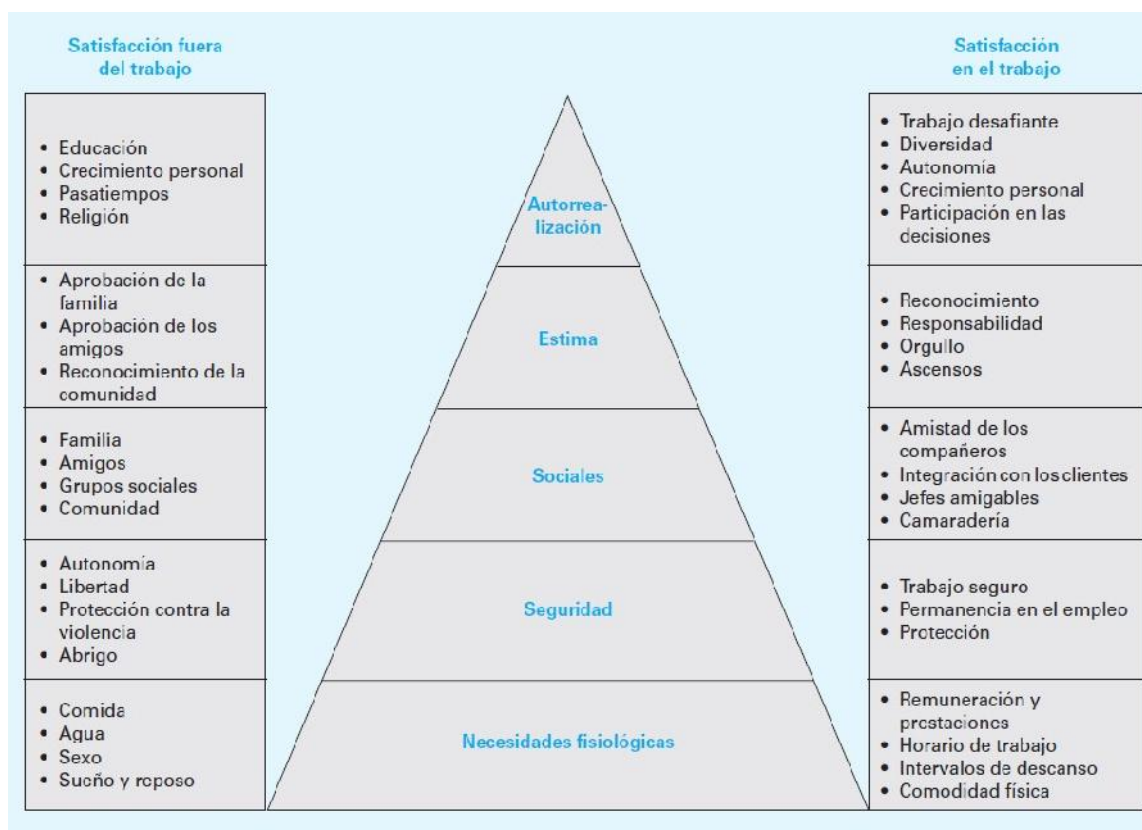 Satisfacción fuera
del trabajo
• Educación
• Crecimiento personal
• Pasatiempos
• Religión
• Aprobación de la
familia
• Aprobación de los
amigos
• Reconocimiento de la
comunidad
• Familia
• Amigos
• Grupos sociales
• Comunidad
• Autonomía
• Libertad
• Protección contra la
violencia
• Abrigo
• Comida
• Agua
• Sexo
• Sueño y reposo
Autorrea-
lización
Estima
Sociales
Seguridad
Necesidades fisiológicas
Satisfacción
en el trabajo
• Trabajo desafiante
• Diversidad
• Autonomía
• Crecimiento personal
• Participación en las
decisiones
• Reconocimiento
• Responsabilidad
• Orgullo
• Ascensos
• Amistad de los
compañeros
• Integración con los clientes
• Jefes amigables
• Camaradería
• Trabajo seguro
• Permanencia en el empleo
• Protección
• Remuneración y
prestaciones
• Horario de trabajo
• Intervalos de descanso
• Comodidad física